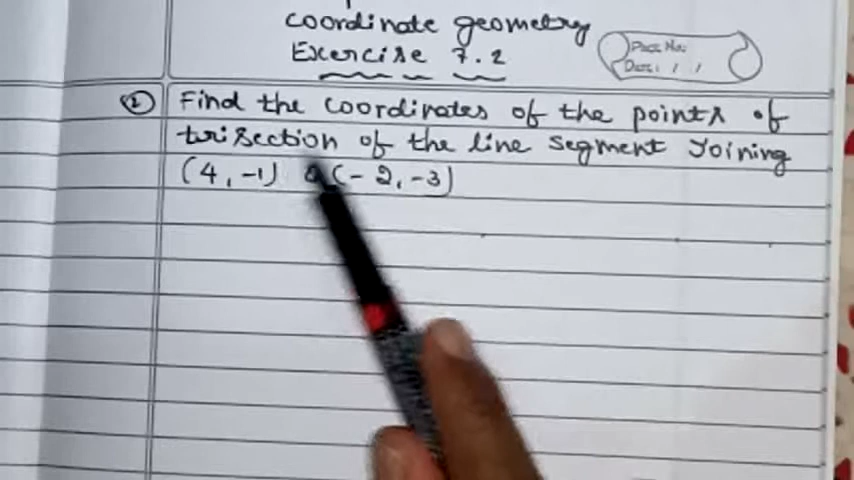 coordinate geometry
Exercise 7.2
Page No:
Date: / /
② Find the coordinates of the points of
trisection of the line segment joining
(4, -1) & (-2, -3)